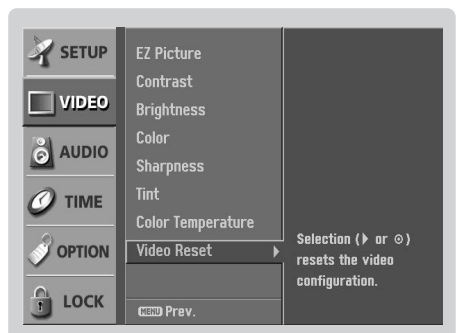 SETUP
VIDEO
AUDIO
TIME
OPTION
LOCK
EZ Picture
Contrast
Brightness
Color
Sharpness
Tint
Color Temperature
Video Reset
MENU Prev.
Selection ( or ⊙)
resets the video
configuration.